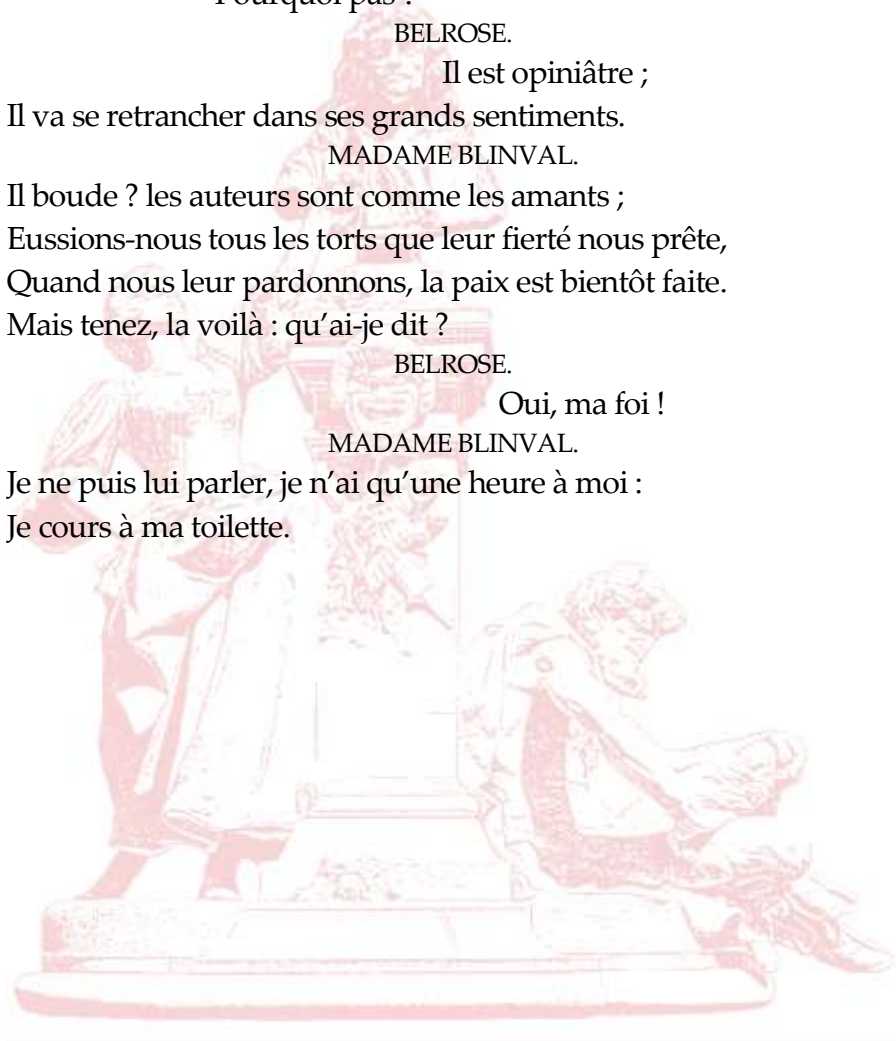 Pourquoi pas ?
BELROSE.
Il est opiniâtre ;
Il va se retrancher dans ses grands sentiments.
MADAME BLINVAL.
Il boude ? les auteurs sont comme les amants ;
Eussions-nous tous les torts que leur fierté nous prête,
Quand nous leur pardonnons, la paix est bientôt faite.
Mais tenez, la voilà : qu’ai-je dit ?
BELROSE.
Oui, ma foi !
MADAME BLINVAL.
Je ne puis lui parler, je n’ai qu’une heure à moi :
Je cours à ma toilette.